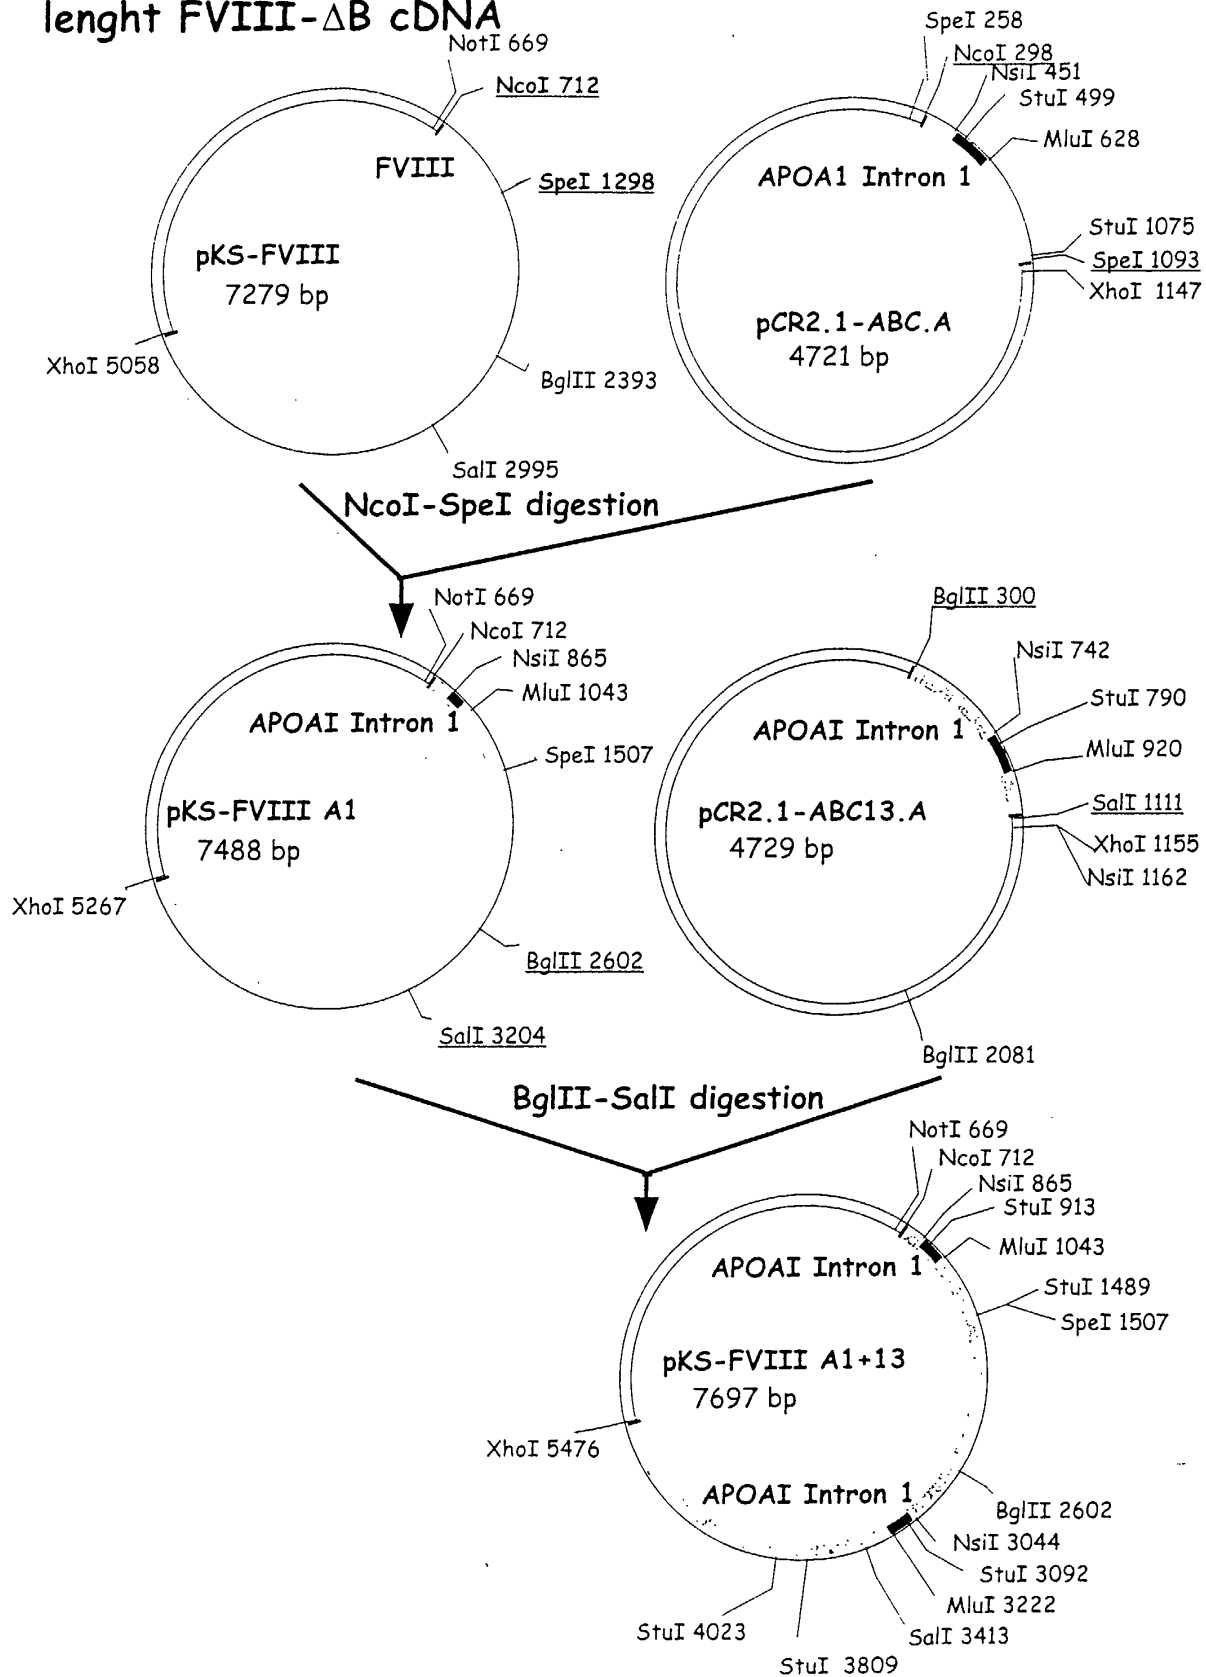 lenght FVIII-ΔB cDNA
NotI 669
NcoI 712
SpeI 1298
FVIII
pKS-FVIII
7279 bp
XhoI 5058
BglII 2393
SalI 2995
SpeI 258
NcoI 298
NsiI 451
StuI 499
MluI 628
APOA1 Intron 1
StuI 1075
SpeI 1093
XhoI 1147
pCR2.1-ABC.A
4721 bp
NcoI-SpeI digestion
NotI 669
NcoI 712
NsiI 865
MluI 1043
APOAI Intron 1
SpeI 1507
pKS-FVIII A1
7488 bp
XhoI 5267
BglII 2602
SalI 3204
BglII 300
NsiI 742
StuI 790
APOAI Intron 1
MluI 920
SalI 1111
pCR2.1-ABC13.A
4729 bp
XhoI 1155
NsiI 1162
BglII 2081
BglII-SalI digestion
NotI 669
NcoI 712
NsiI 865
StuI 913
MluI 1043
APOAI Intron 1
StuI 1489
SpeI 1507
pKS-FVIII A1+13
7697 bp
XhoI 5476
APOAI Intron 1
BglII 2602
NsiI 3044
StuI 3092
MluI 3222
SalI 3413
StuI 4023
StuI 3809